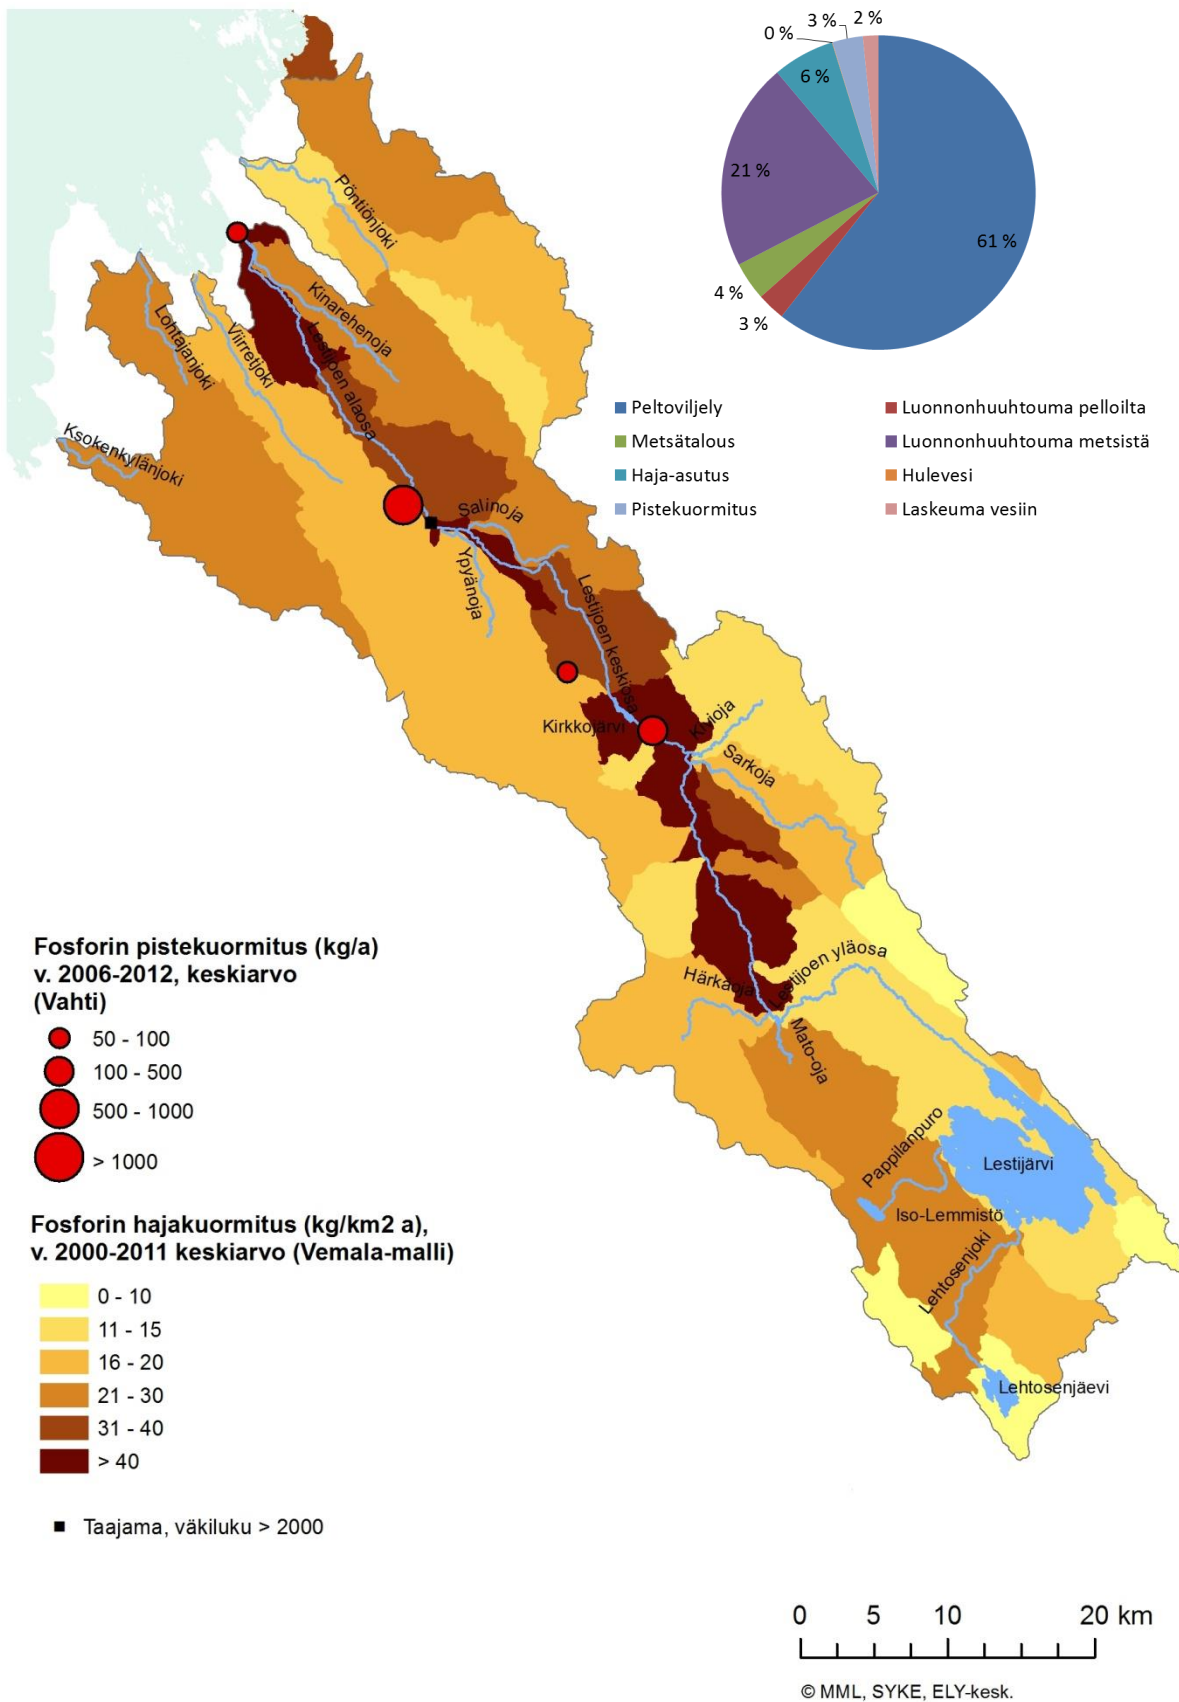 3 %
2 %
0 %
6 %
21 %
61 %
4 %
3 %
Peltoviljely
Luonnonhuuhtouma pelloilta
Metsätalous
Luonnonhuuhtouma metsistä
Haja-asutus
Hulevesi
Pistekuormitus
Laskeuma vesiin
Pöntiönjoki
Kinarehenoja
Lestijoen alaosa
Lohtajanjoki
Viirretjoki
Ksokenkylänjoki
Salinoja
Ypyänoja
Lestijoen keskiosa
Kirkkojärvi
Kivioja
Sarkoja
Lestijoen yläosa
Härkäoja
Mato-oja
Pappilanpuro
Lestijärvi
Iso-Lemmistö
Lehtosenjoki
Lehtosenjäevi
Fosforin pistekuormitus (kg/a)
v. 2006-2012, keskiarvo
(Vahti)
50 - 100
100 - 500
500 - 1000
> 1000
Fosforin hajakuormitus (kg/km2 a),
v. 2000-2011 keskiarvo (Vemala-malli)
0 - 10
11 - 15
16 - 20
21 - 30
31 - 40
> 40
Taajama, väkiluku > 2000
0 5 10 20 km
© MML, SYKE, ELY-kesk.